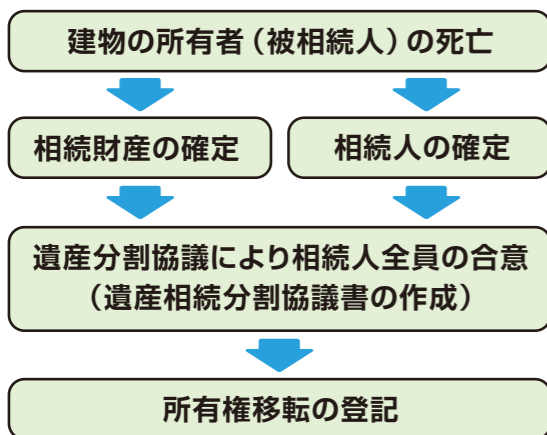 建物の所有者（被相続人）の死亡
相続財産の確定
相続人の確定
遺産分割協議により相続人全員の合意
（遺産相続分割協議書の作成）
所有権移転の登記